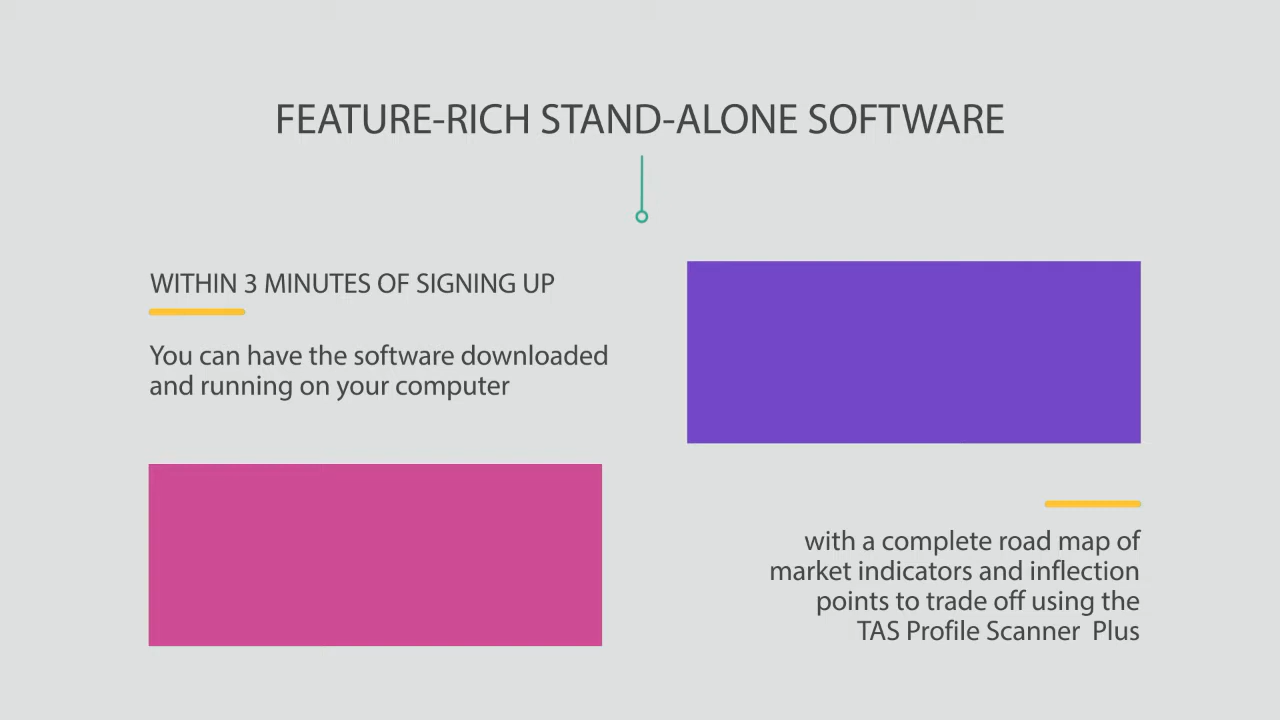 FEATURE-RICH STAND-ALONE SOFTWARE
WITHIN 3 MINUTES OF SIGNING UP
You can have the software downloaded
and running on your computer
with a complete road map of
market indicators and inflection
points to trade off using the
TAS Profile Scanner  Plus